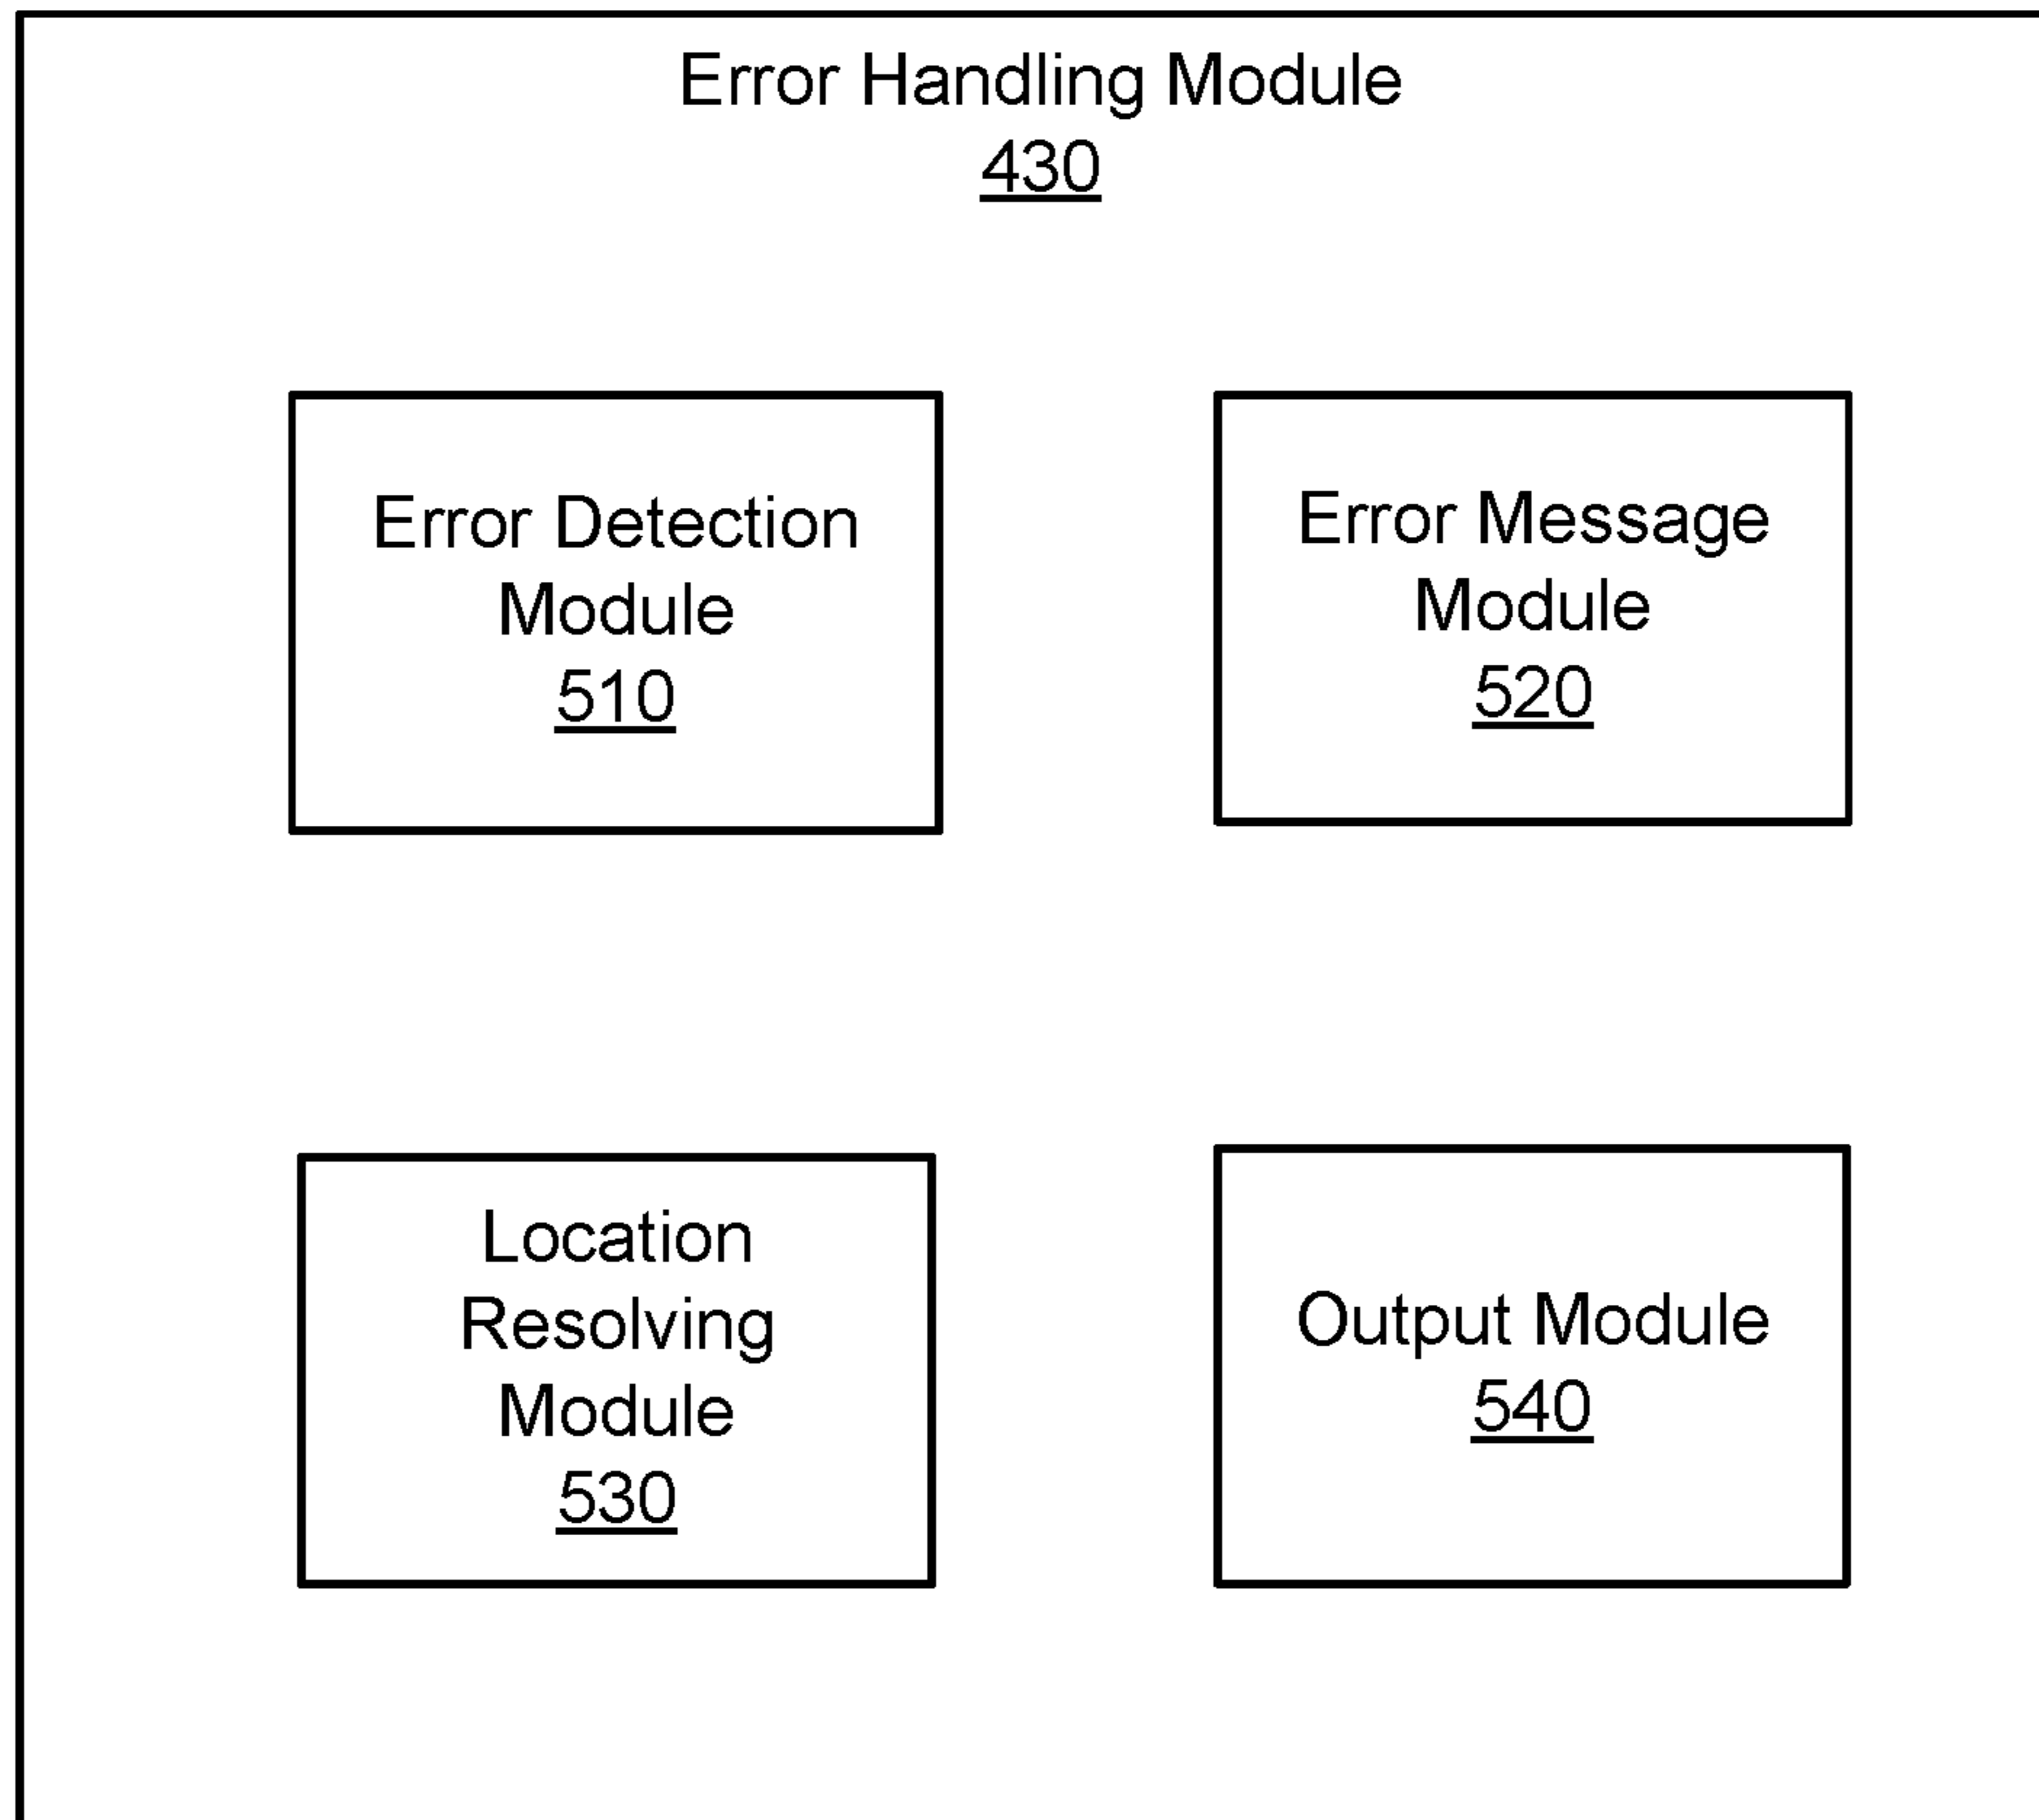 Error Handling Module
430
Error Detection
Module
510
Error Message
Module
520
Location
Resolving
Module
530
Output Module
540